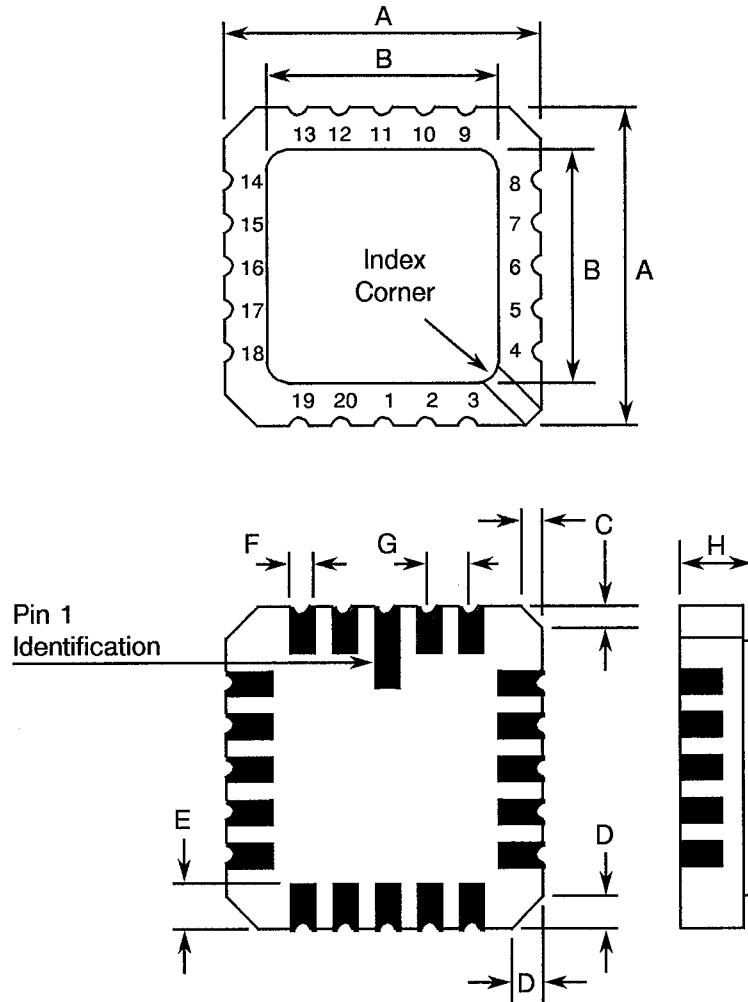 A
B
13 12 11 10 9
14 8
15 7
16 6
17 5
18 4
Index
Corner
B
A
19 20 1 2 3
C
F
G
H
Pin 1
Identification
E
D
D